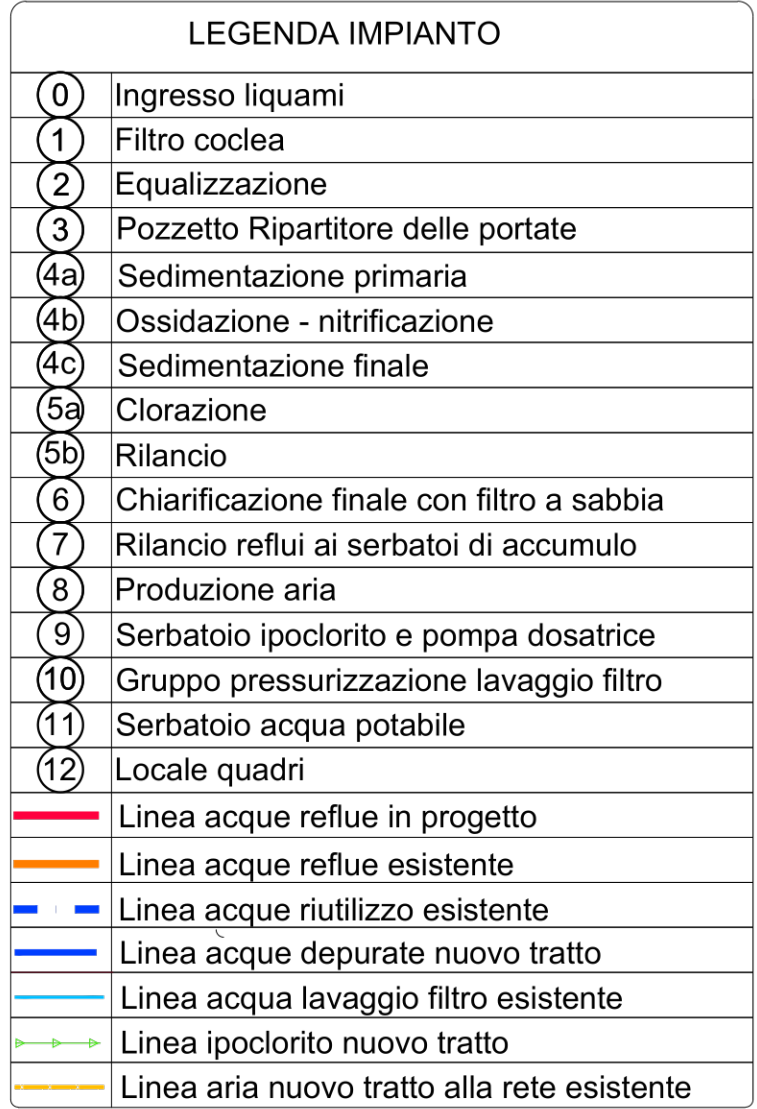 LEGENDA IMPIANTO
0 Ingresso liquami
1 Filtro coclea
2 Equalizzazione
3 Pozzetto Ripartitore delle portate
4a Sedimentazione primaria
4b Ossidazione - nitrificazione
4c Sedimentazione finale
5a Clorazione
5b Rilancio
6 Chiarificazione finale con filtro a sabbia
7 Rilancio reflui ai serbatoi di accumulo
8 Produzione aria
9 Serbatoio ipoclorito e pompa dosatrice
10 Gruppo pressurizzazione lavaggio filtro
11 Serbatoio acqua potabile
12 Locale quadri
Linea acque reflue in progetto
Linea acque reflue esistente
Linea acque riutilizzo esistente
Linea acque depurate nuovo tratto
Linea acqua lavaggio filtro esistente
Linea ipoclorito nuovo tratto
Linea aria nuovo tratto alla rete esistente